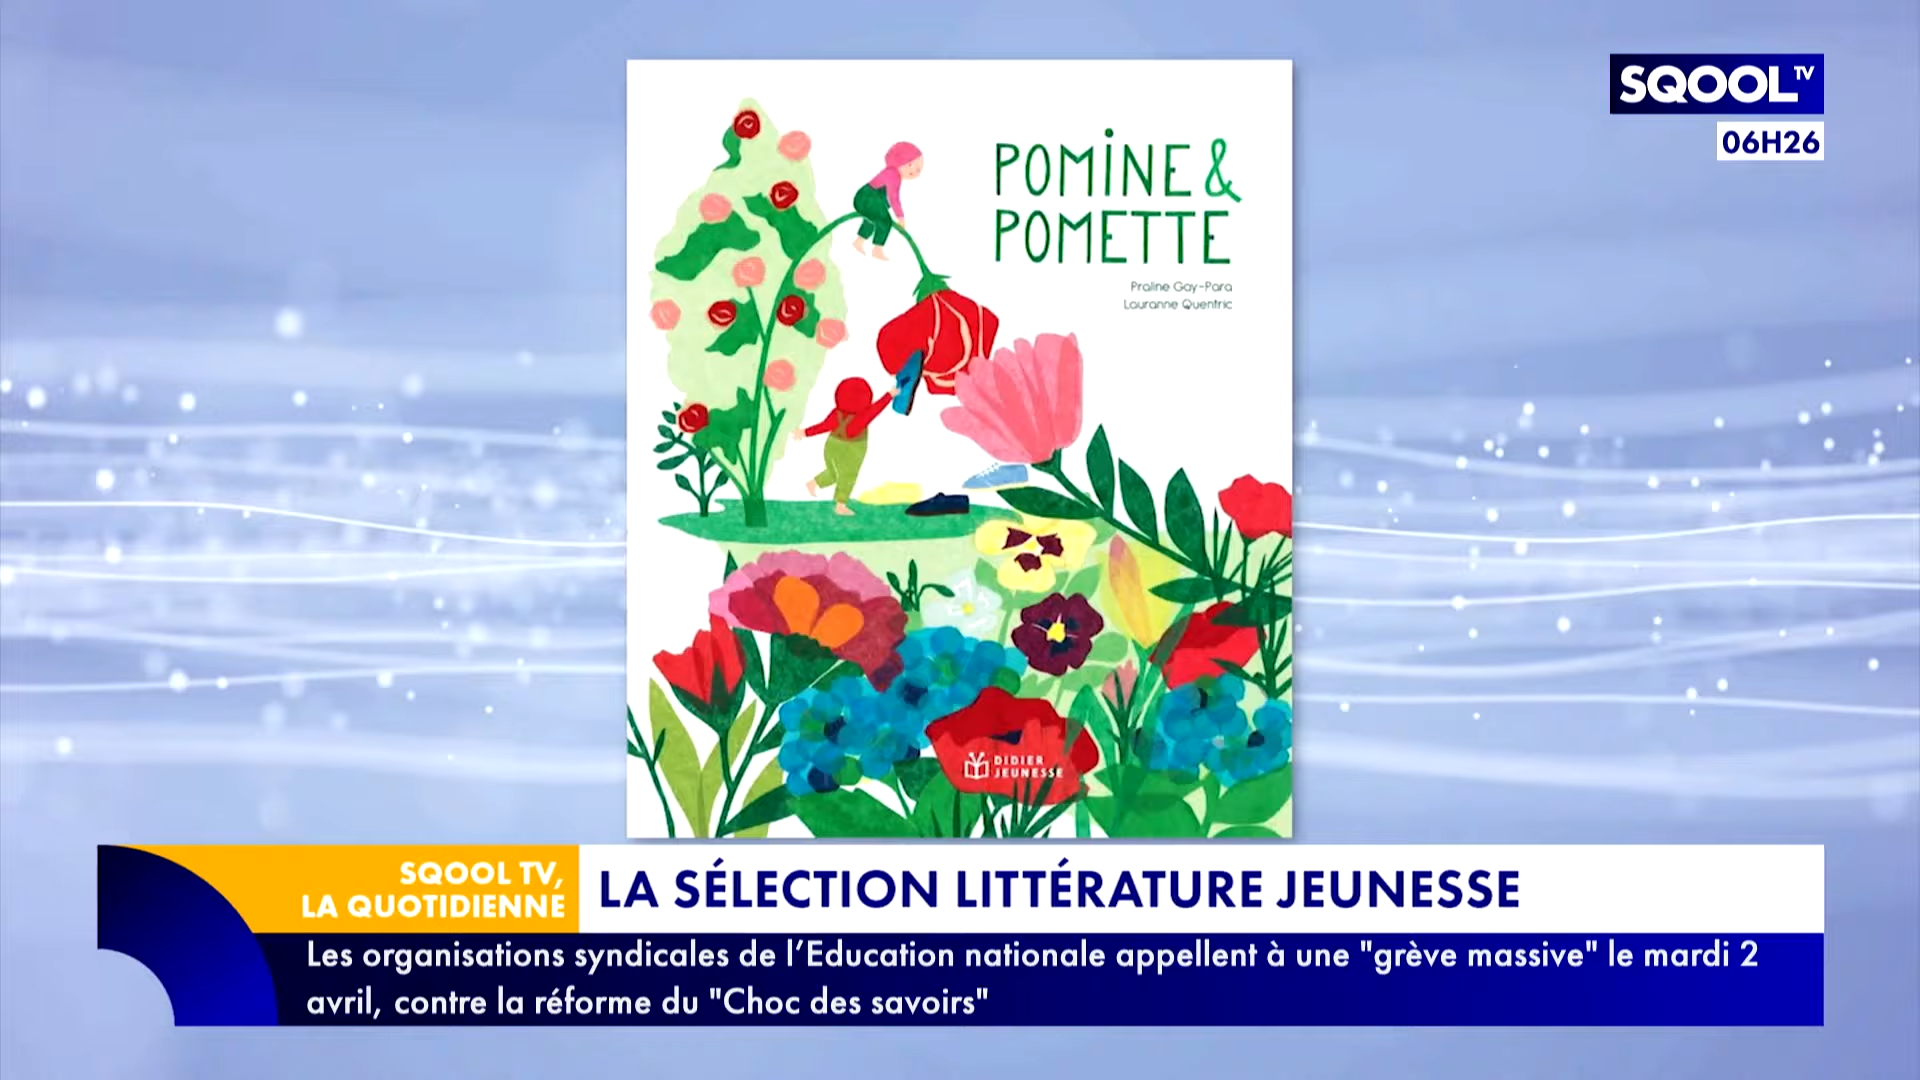 SQOOL TV
06H26
POMINE &
POMETTE
Praline Gay-Para
Lauranne Quentric
DIDIER
JEUNESSE
SQOOL TV,
LA QUOTIDIENNE
LA SÉLECTION LITTÉRATURE JEUNESSE
Les organisations syndicales de l’Education nationale appellent à une "grève massive" le mardi 2
avril, contre la réforme du "Choc des savoirs"